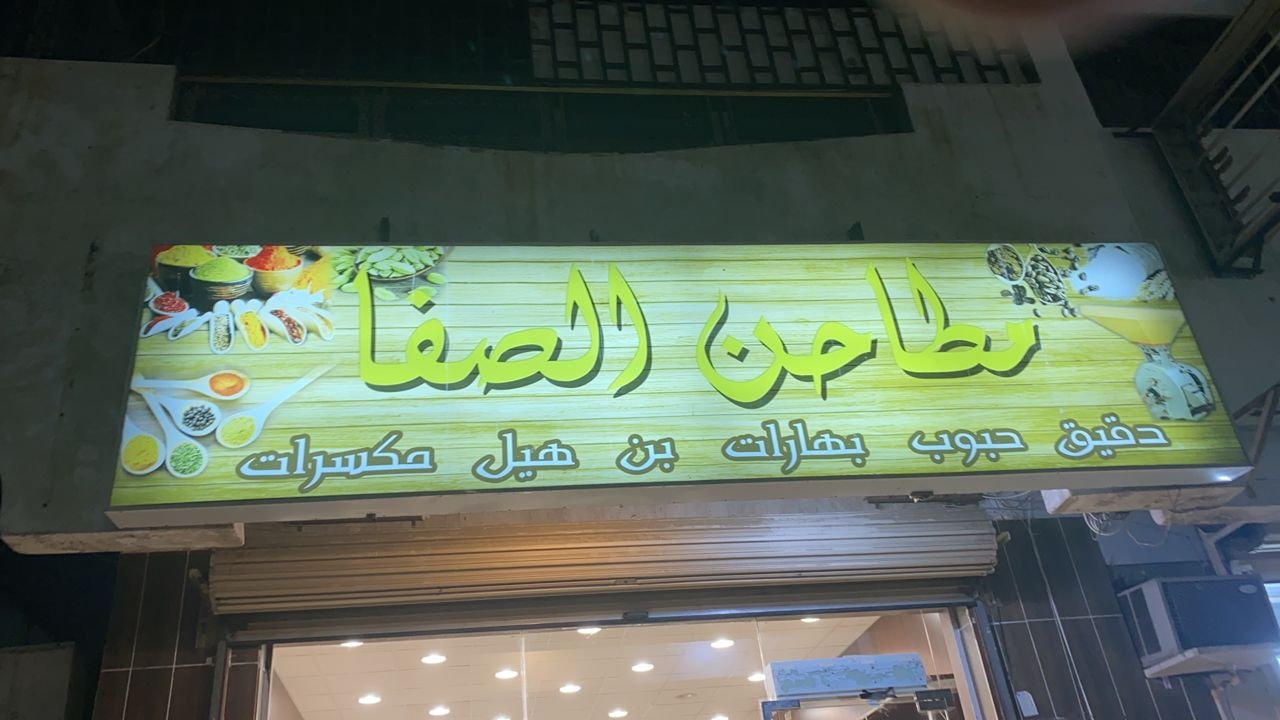 مطاحن الصفا
دقيق حبوب بهارات بن هيل مكسرات